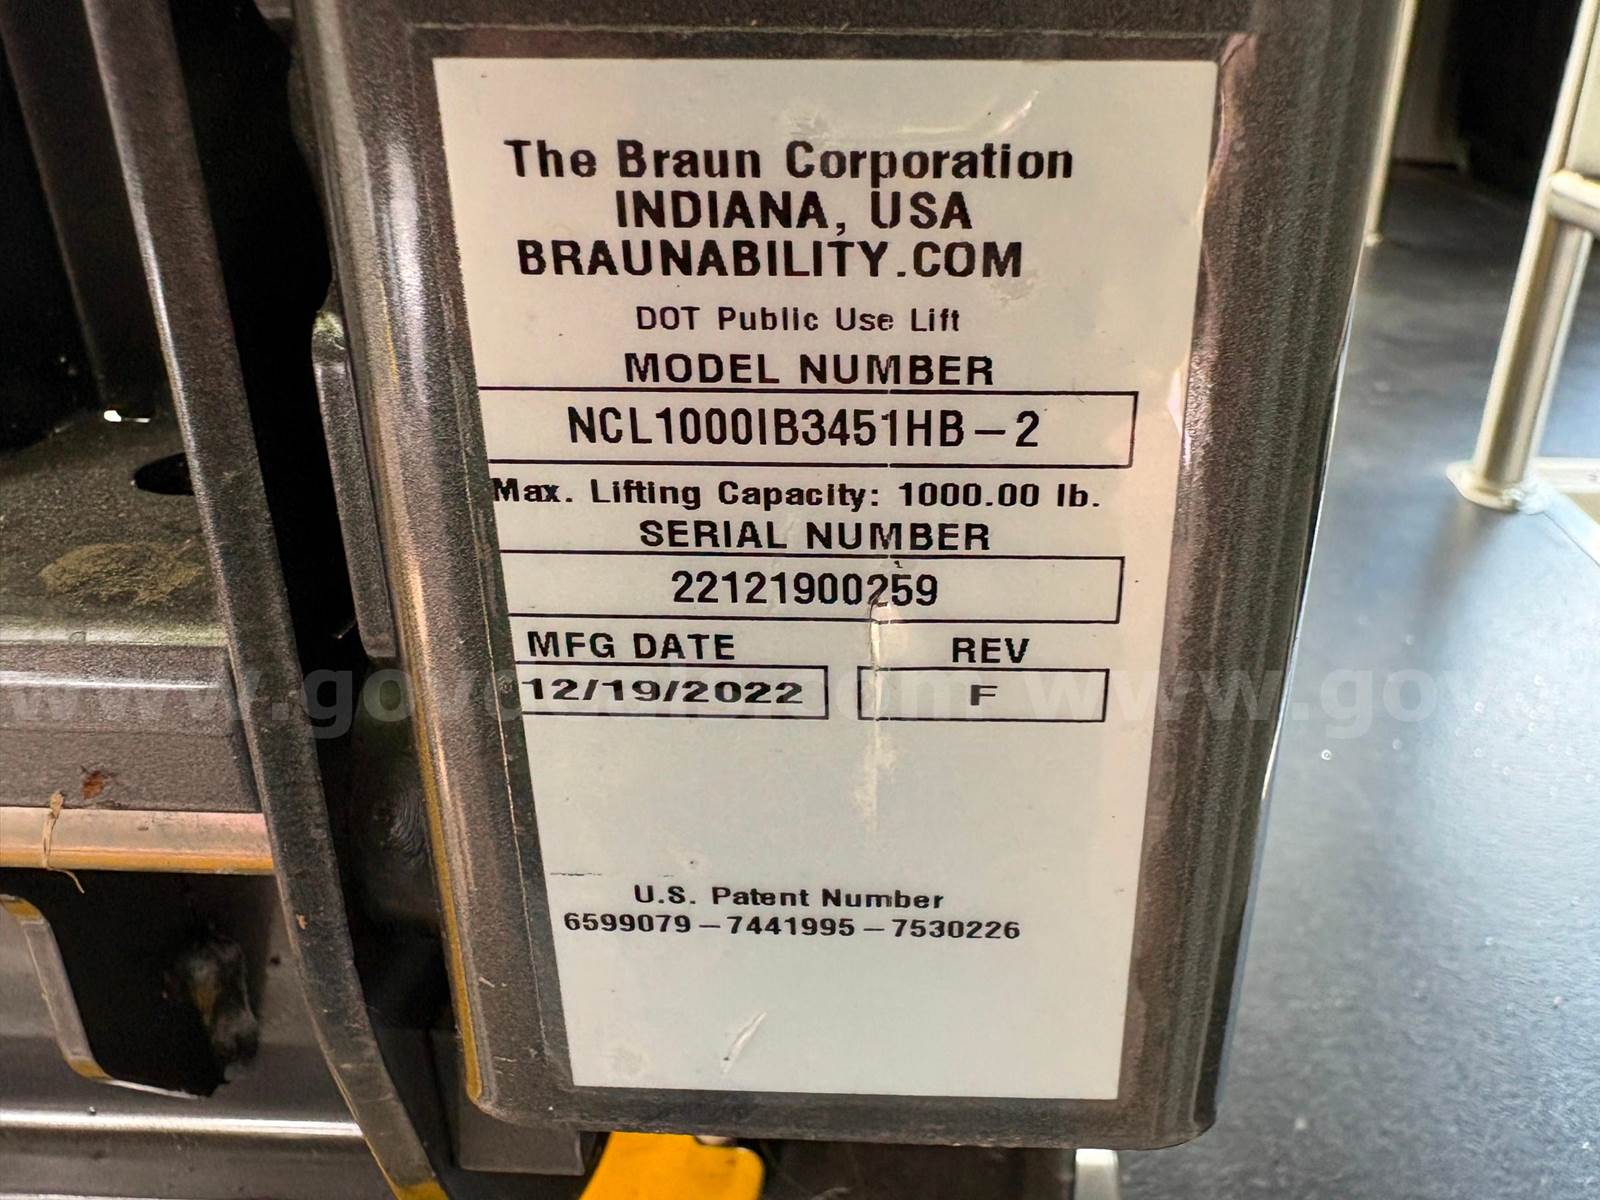 The Braun Corporation
INDIANA, USA
BRAUNABILITY.COM
DOT Public Use Lift
MODEL NUMBER
NCL1000IB3451HB-2
Max. Lifting Capacity: 1000.00 lb.
SERIAL NUMBER
22121900259
MFG DATE REV
12/19/2022 F
U.S. Patent Number
6599079-7441995-7530226